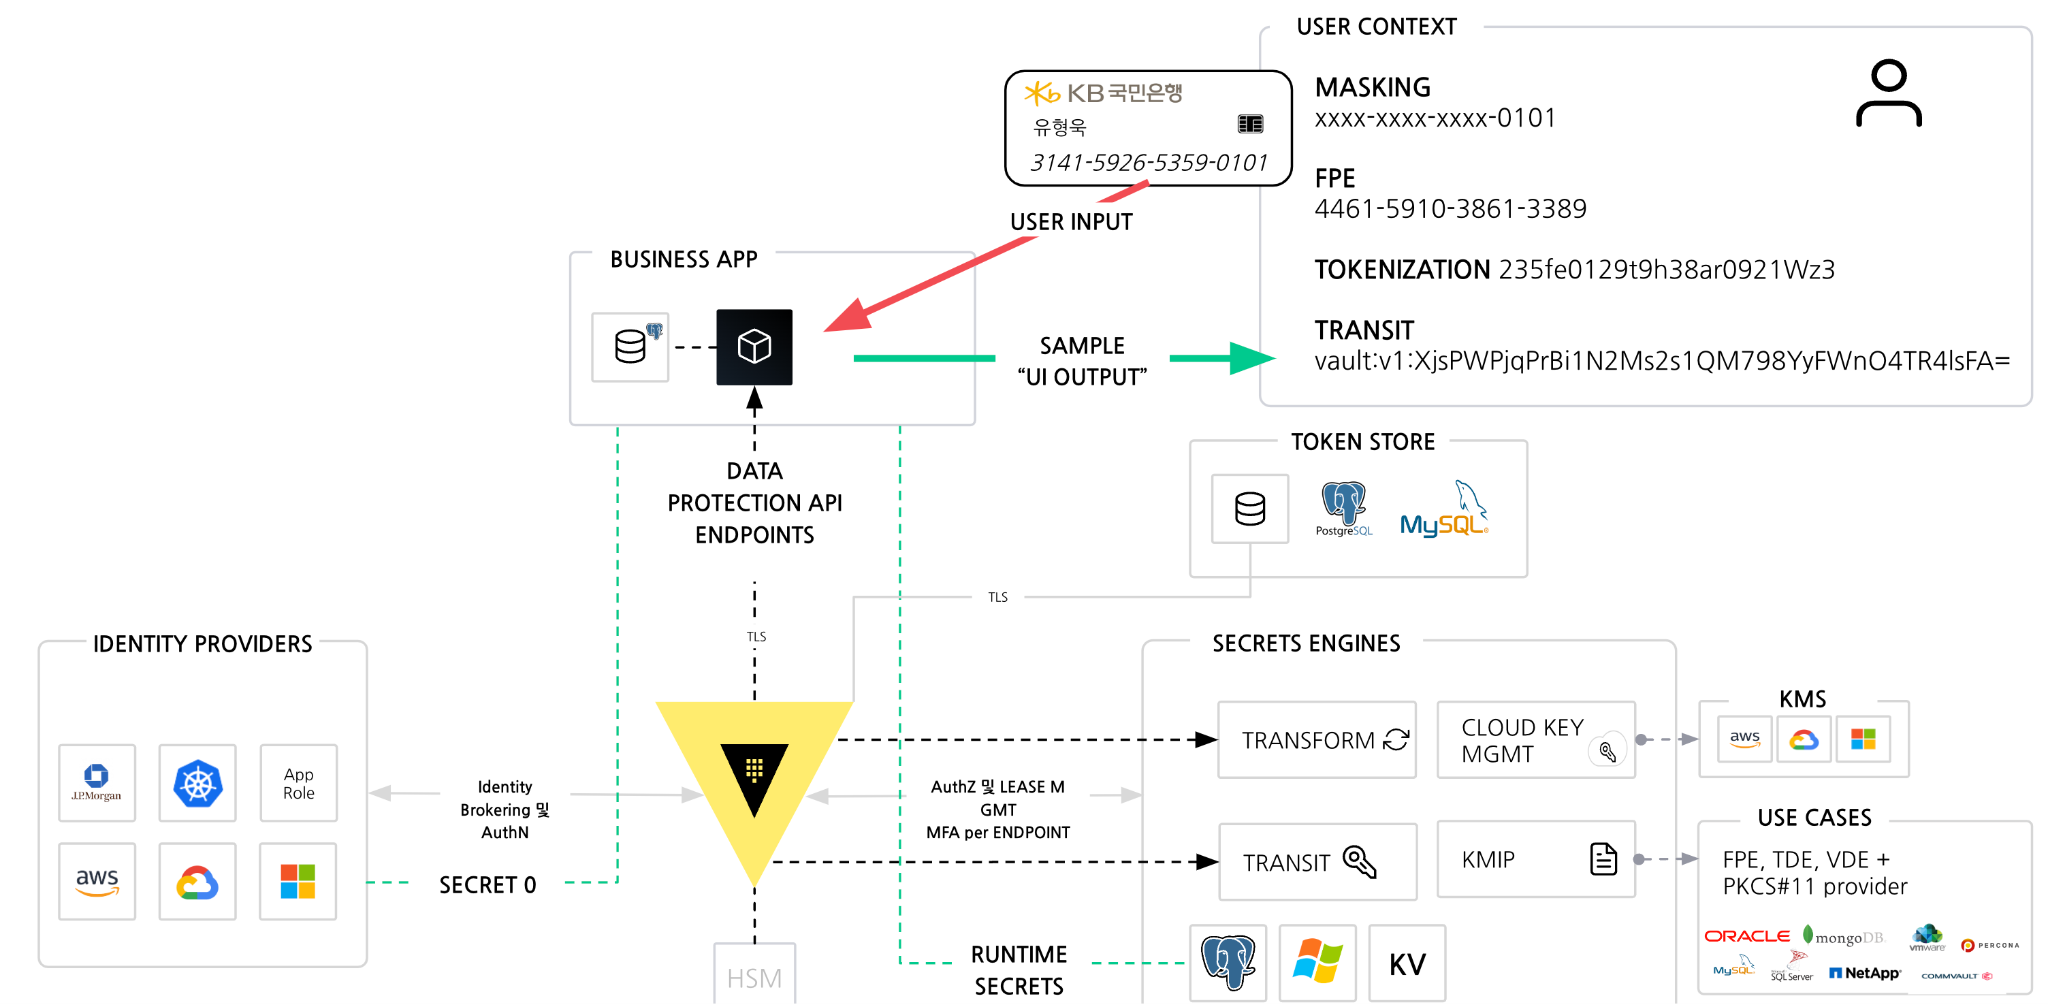 USER CONTEXT
KB국민은행
유형욱
3141-5926-5359-0101
MASKING
xxxx-xxxx-xxxx-0101
FPE
4461-5910-3861-3389
TOKENIZATION 235fe0129t9h38ar0921Wz3
TRANSIT
vault:v1:XjsPWPjqPrBi1N2Ms2s1QM798YyFWnO4TR4lsFA=
USER INPUT
BUSINESS APP
SAMPLE
“UI OUTPUT”
DATA
PROTECTION API
ENDPOINTS
TLS
TOKEN STORE
PostgreSQL
MySQL
TLS
IDENTITY PROVIDERS
J.P.Morgan
App
Role
aws
Identity
Brokering 및
AuthN
SECRET 0
AuthZ 및 LEASE M
GMT
MFA per ENDPOINT
HSM
RUNTIME
SECRETS
SECRETS ENGINES
TRANSFORM
CLOUD KEY
MGMT
TRANSIT
KMIP
KV
KMS
aws
USE CASES
FPE, TDE, VDE +
PKCS#11 provider
ORACLE
mongoDB
vmware
PERCONA
MySQL
SQL Server
NetApp
COMMVAULT